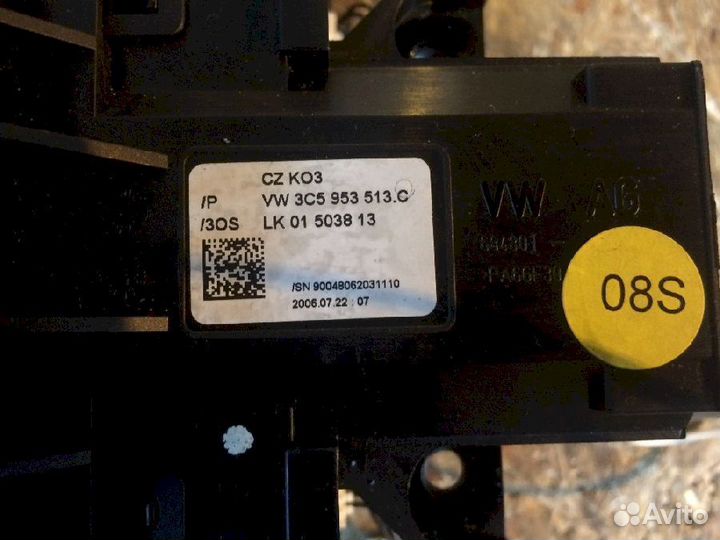 CZ KO3
/P VW 3C5 953 513.C
/3OS LK 01 5038 13
/SN 90048062031110
2006.07.22 : 07
VW AG
08S
Avito